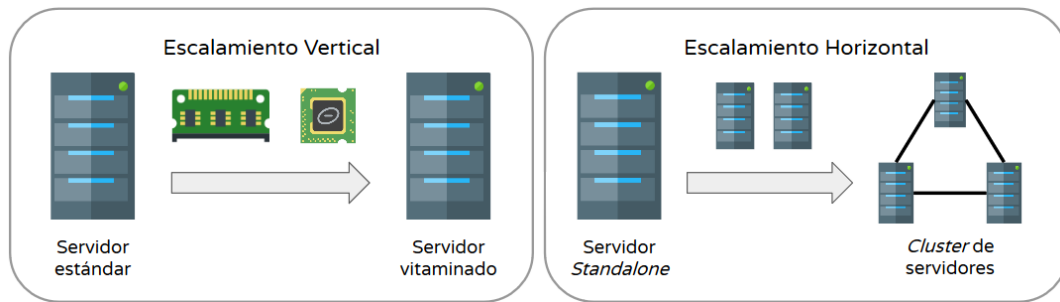 Escalamiento Vertical
Servidor
estándar
Servidor
vitaminado
Escalamiento Horizontal
Servidor
Standalone
Cluster de
servidores